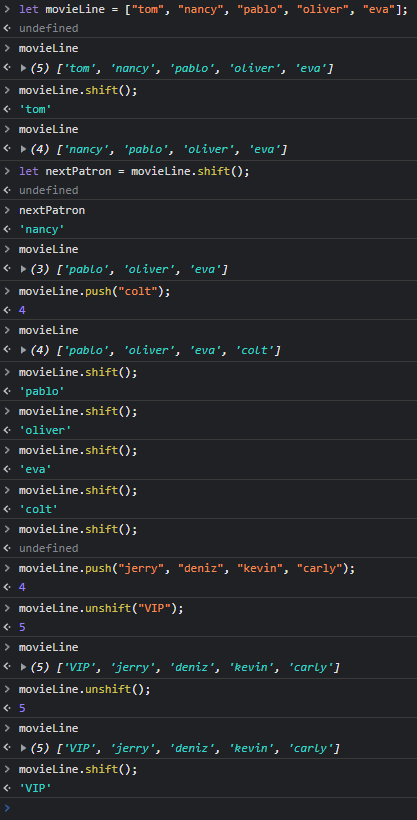 let movieLine = ["tom", "nancy", "pablo", "oliver", "eva"];
undefined
movieLine
(5) ['tom', 'nancy', 'pablo', 'oliver', 'eva']
movieLine.shift();
'tom'
movieLine
(4) ['nancy', 'pablo', 'oliver', 'eva']
let nextPatron = movieLine.shift();
undefined
nextPatron
'nancy'
movieLine
(3) ['pablo', 'oliver', 'eva']
movieLine.push("colt");
4
movieLine
(4) ['pablo', 'oliver', 'eva', 'colt']
movieLine.shift();
'pablo'
movieLine.shift();
'oliver'
movieLine.shift();
'eva'
movieLine.shift();
'colt'
movieLine.shift();
undefined
movieLine.push("jerry", "deniz", "kevin", "carly");
4
movieLine.unshift("VIP");
5
movieLine
(5) ['VIP', 'jerry', 'deniz', 'kevin', 'carly']
movieLine.unshift();
5
movieLine
(5) ['VIP', 'jerry', 'deniz', 'kevin', 'carly']
movieLine.shift();
'VIP'